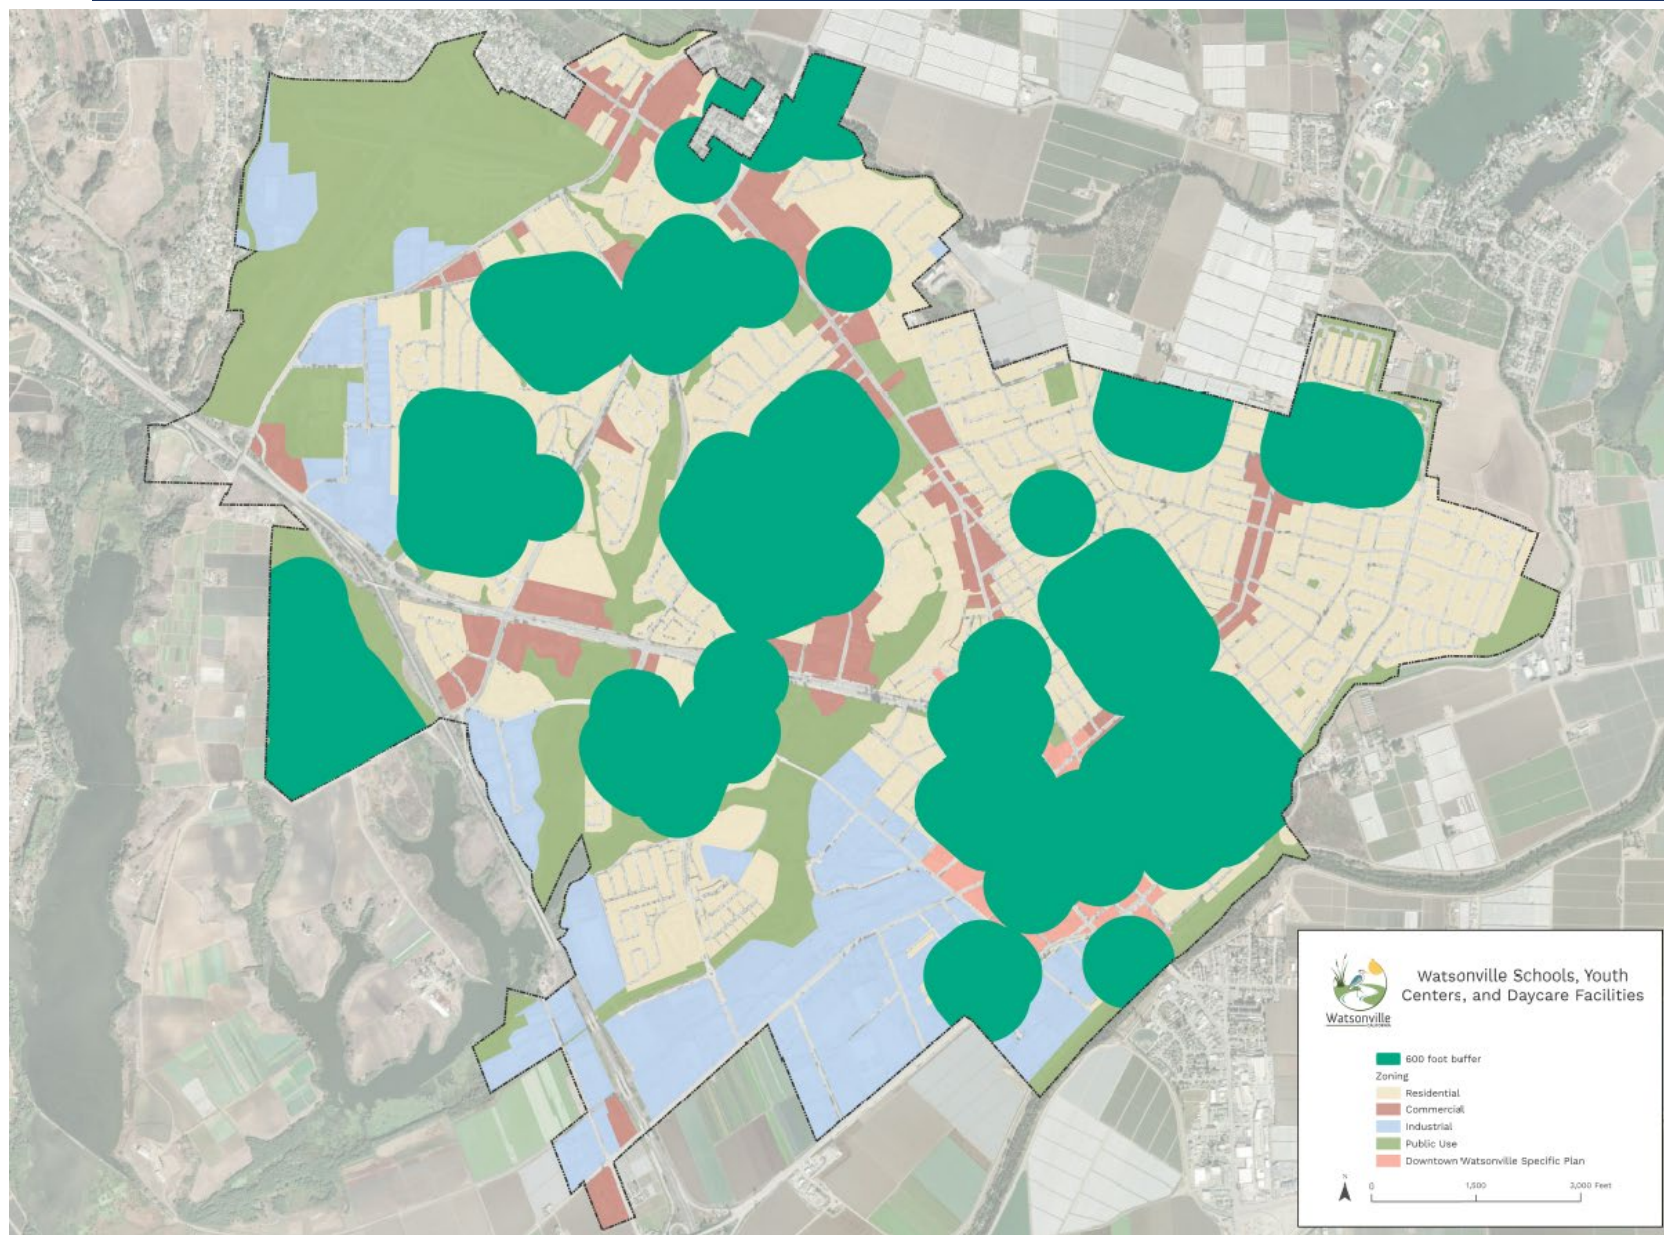 Watsonville
CALIFORNIA
Watsonville Schools, Youth
Centers, and Daycare Facilities
600 foot buffer
Zoning
Residential
Commercial
Industrial
Public Use
Downtown Watsonville Specific Plan
N
0
1,500
3,000 Feet